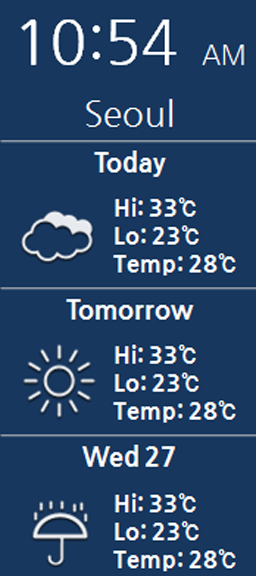 10:54 AM
Seoul
Today
Hi: 33℃
Lo: 23℃
Temp: 28℃
Tomorrow
Hi: 33℃
Lo: 23℃
Temp: 28℃
Wed 27
Hi: 33℃
Lo: 23℃
Temp: 28℃